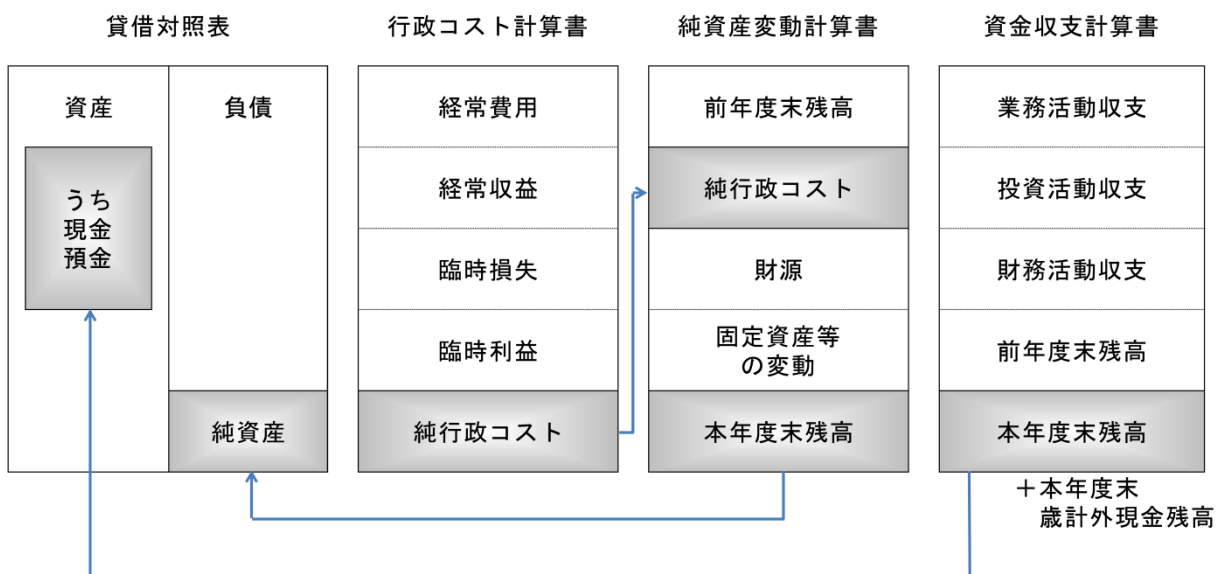 貸借対照表
行政コスト計算書
純資産変動計算書
資金収支計算書
資産
負債
うち
現金
預金
純資産
経常費用
経常収益
臨時損失
臨時利益
純行政コスト
前年度末残高
純行政コスト
財源
固定資産等
の変動
本年度末残高
業務活動収支
投資活動収支
財務活動収支
前年度末残高
本年度末残高
＋本年度末
歳計外現金残高